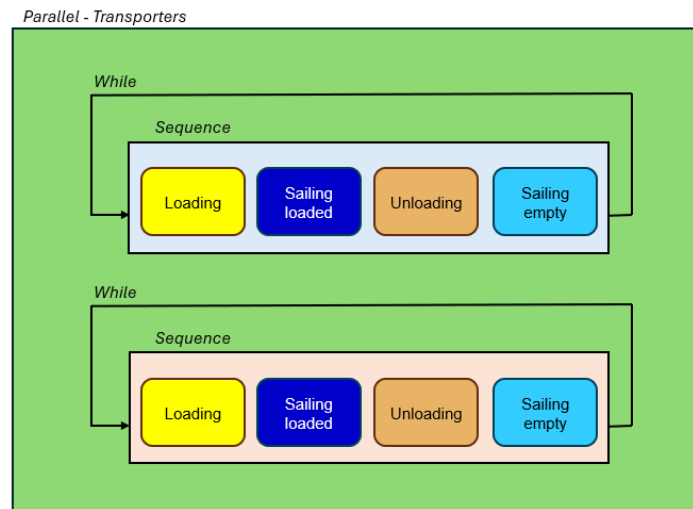 Parallel - Transporters
While
Sequence
Loading
Sailing
loaded
Unloading
Sailing
empty
While
Sequence
Loading
Sailing
loaded
Unloading
Sailing
empty